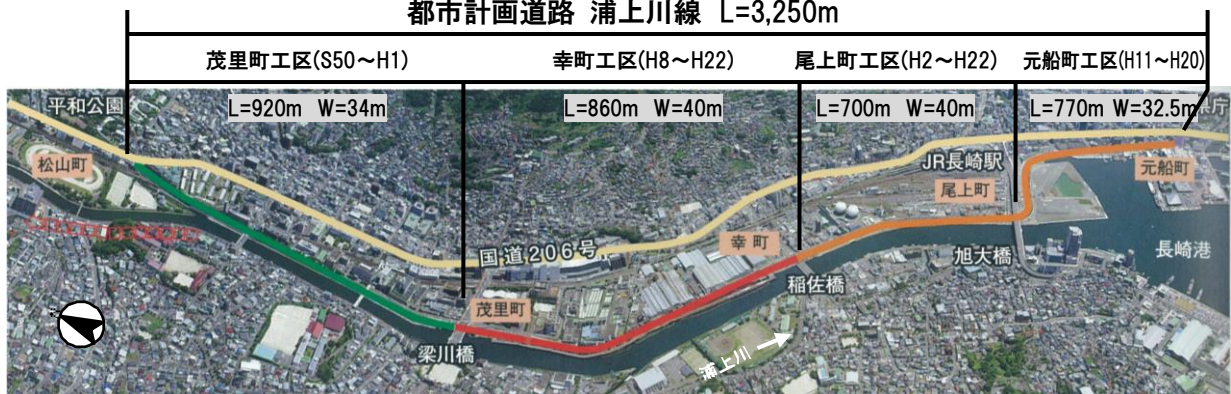 都市計画道路 浦上川線 L=3,250m
茂里町工区(S50~H1) 幸町工区(H8~H22) 尾上町工区(H2~H22) 元船町工区(H11~H20)
L=920m W=34m L=860m W=40m L=700m W=40m L=770m W=32.5m
平和公園
県庁
松山町
JR長崎駅
元船町
尾上町
国道206号
幸町
旭大橋
長崎港
稲佐橋
茂里町
梁川橋
浦上川